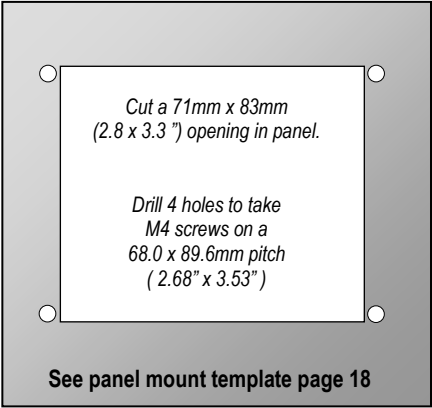 Cut a 71mm x 83mm
(2.8 x 3.3 ”) opening in panel.
Drill 4 holes to take
M4 screws on a
68.0 x 89.6mm pitch
( 2.68” x 3.53” )
See panel mount template page 18